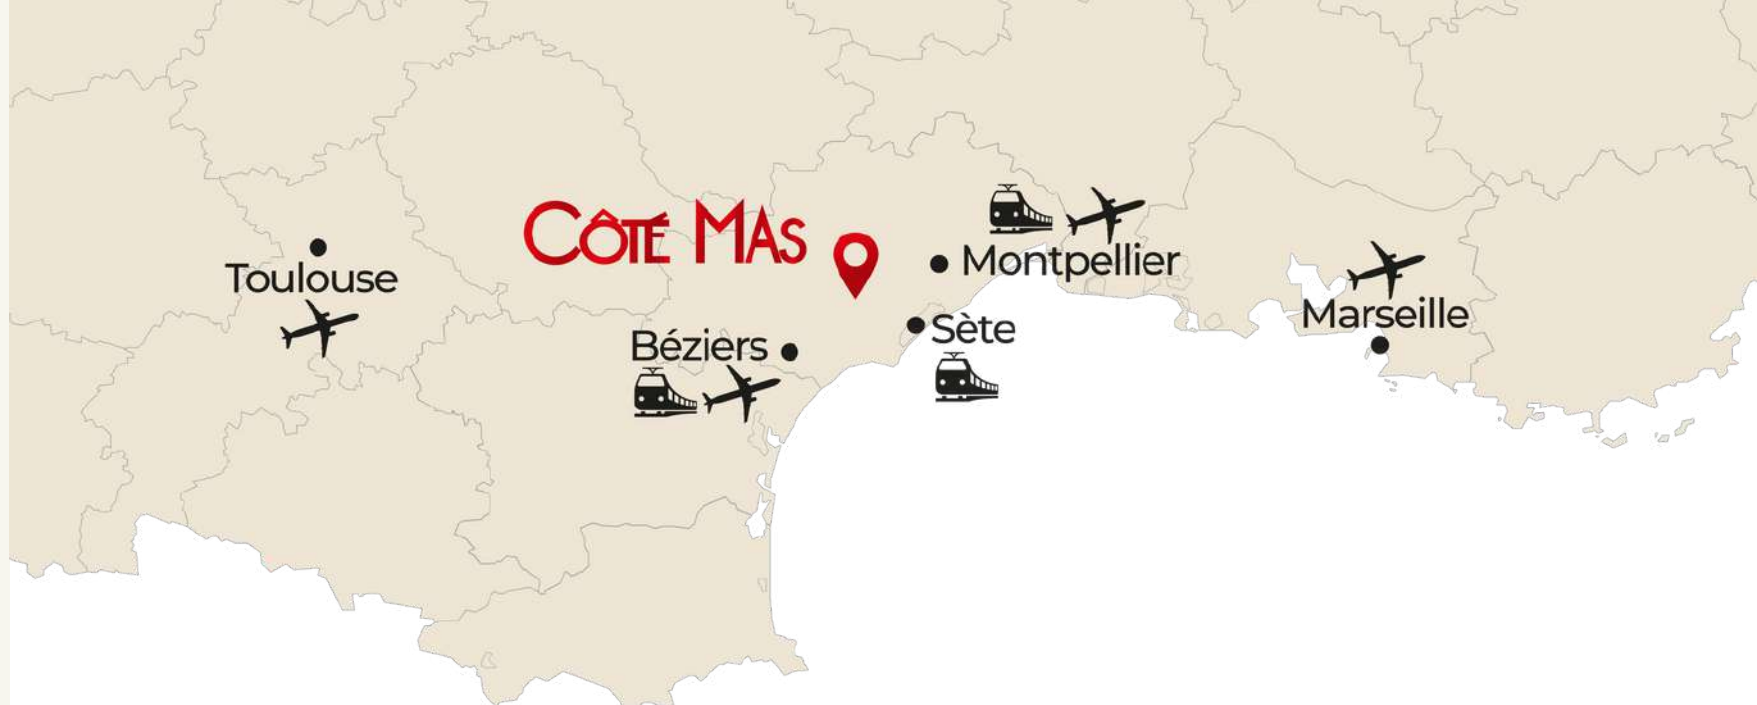 CÔTÉ MAS
Montpellier
Toulouse
Marseille
Sète
Béziers